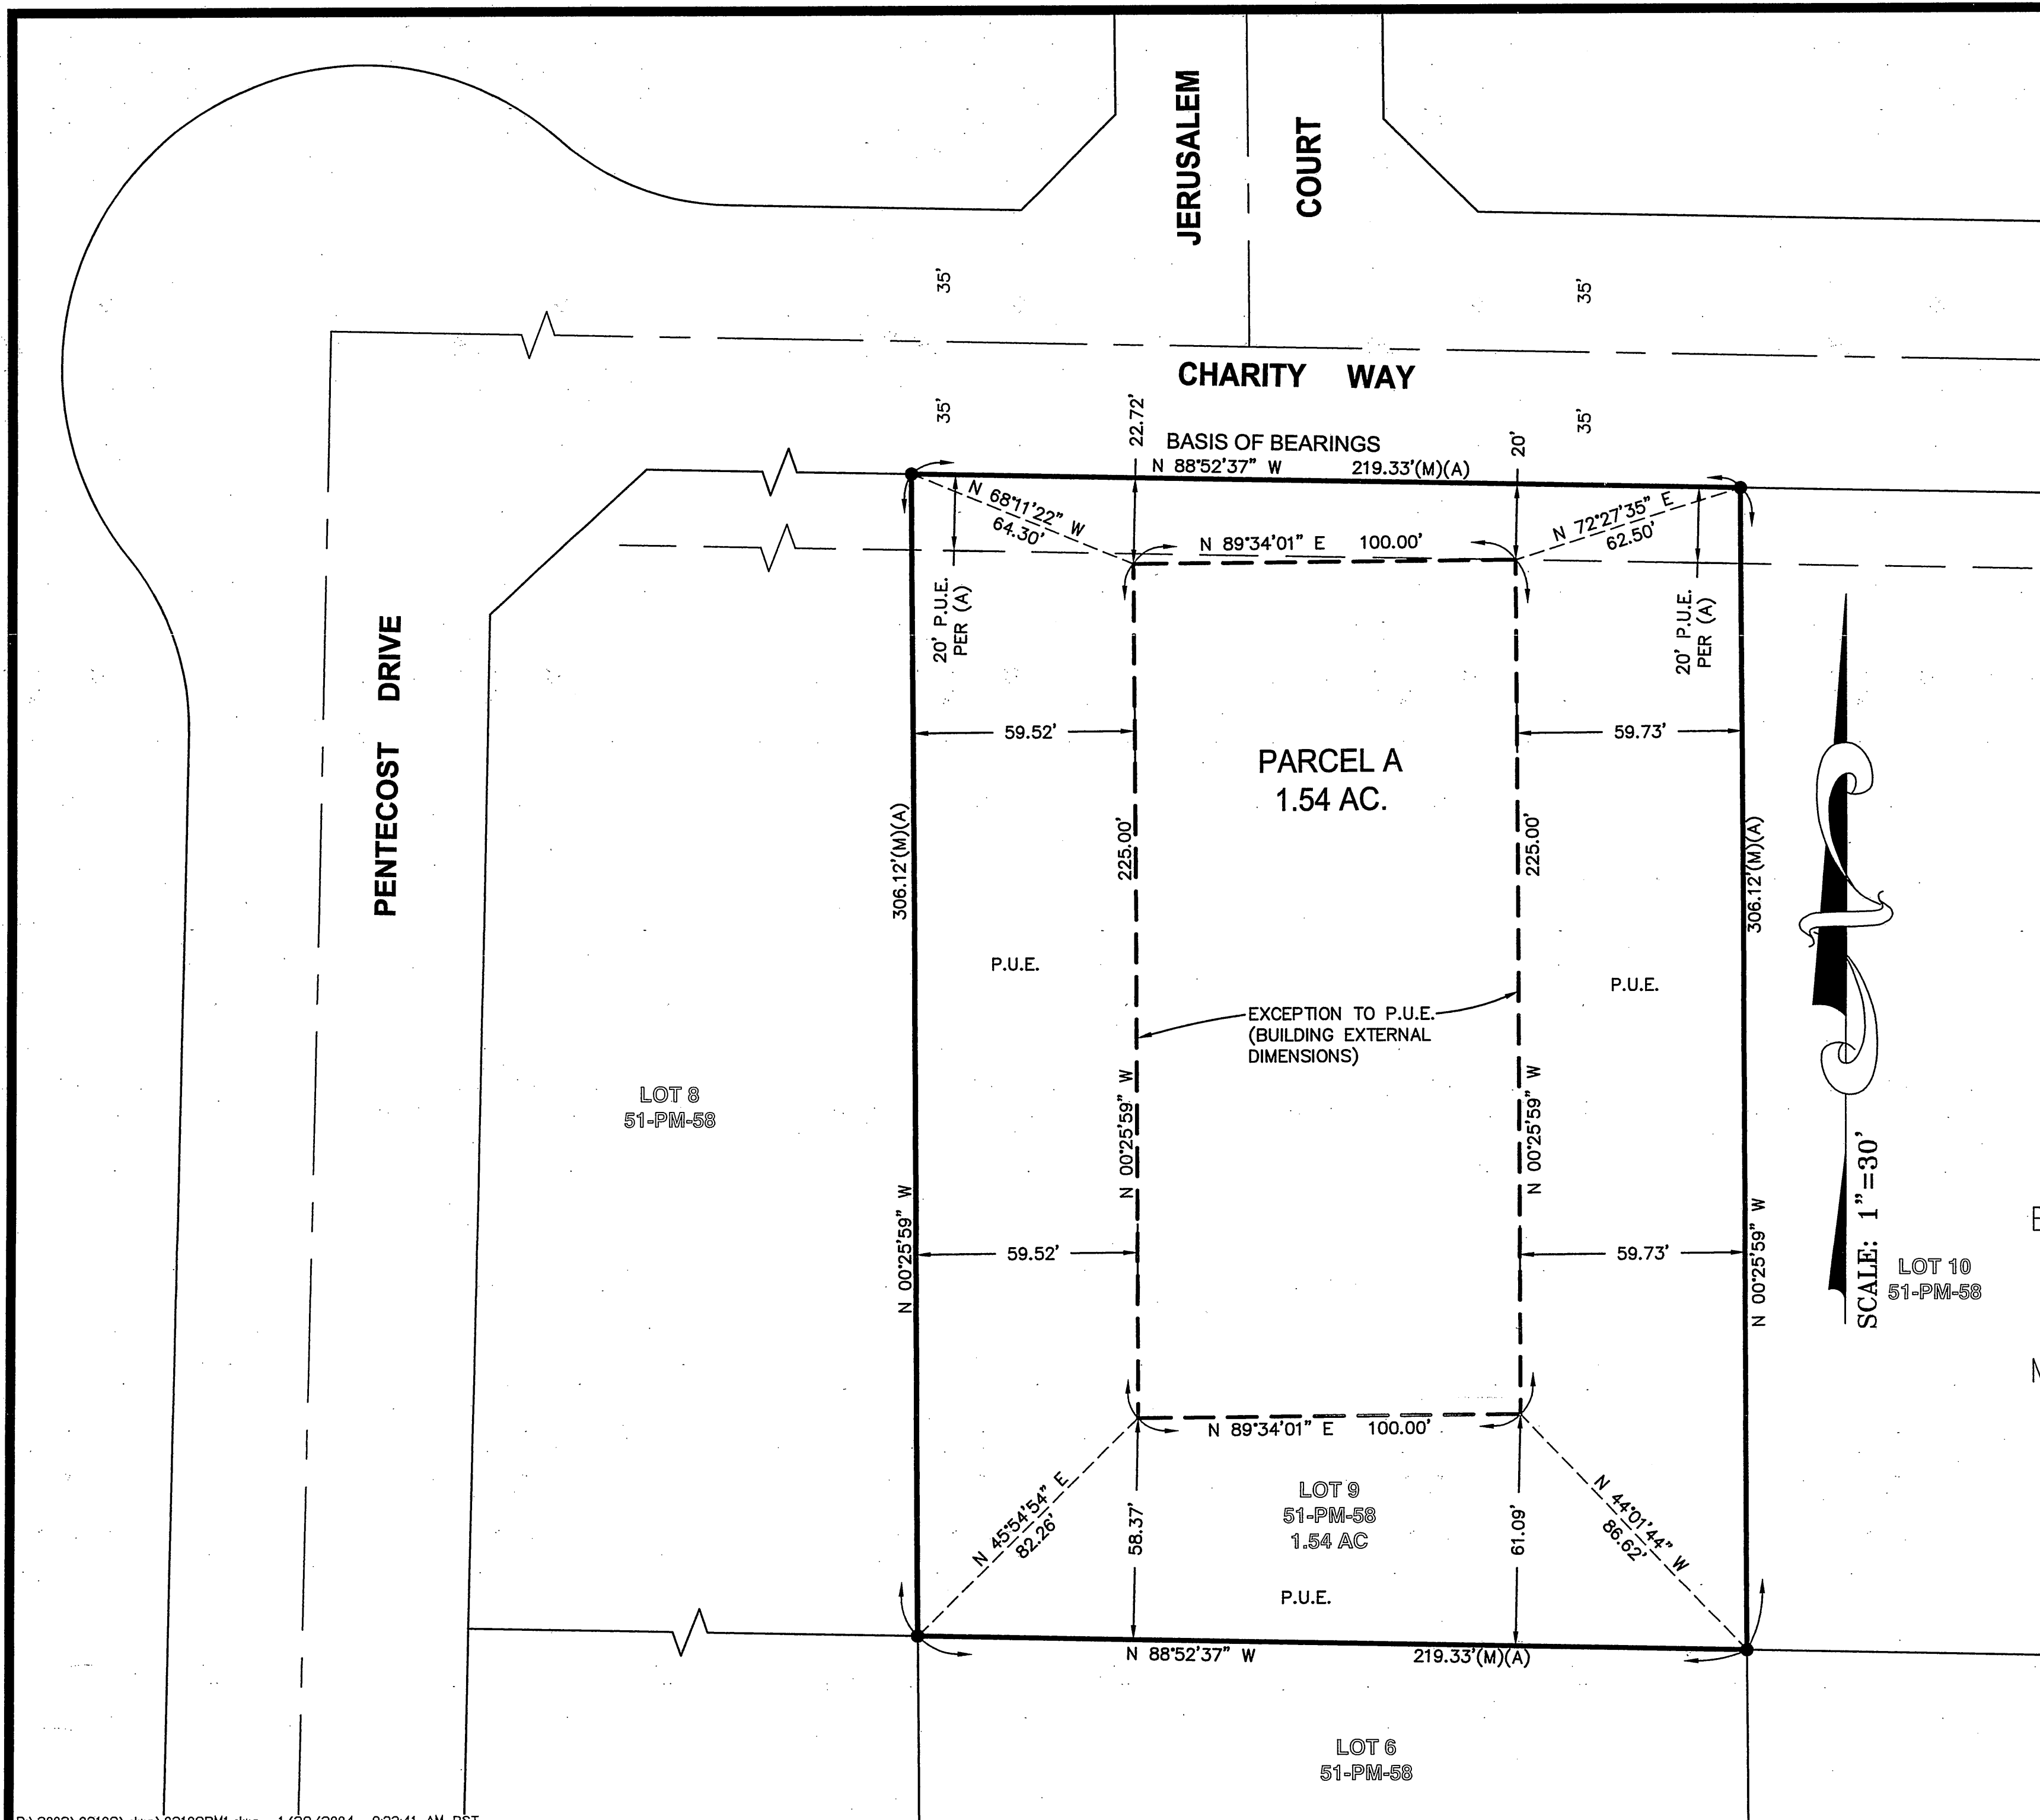 JERUSALEM
COURT
35'
35'
CHARITY WAY
35'
35'
22.72'
20'
BASIS OF BEARINGS
N 88°52'37" W 219.33'(M)(A)
N 68°11'22" W
64.30'
N 72°27'35" E
62.50'
N 89°34'01" E 100.00'
20' P.U.E.
PER (A)
20' P.U.E.
PER (A)
PENTECOST DRIVE
59.52'
59.73'
PARCEL A
1.54 AC.
306.12'(M)(A)
225.00'
225.00'
306.12'(M)(A)
P.U.E.
P.U.E.
EXCEPTION TO P.U.E.
(BUILDING EXTERNAL
DIMENSIONS)
LOT 8
51-PM-58
N 00°25'59" W
N 00°25'59" W
N 00°25'59" W
N 00°25'59" W
59.52'
59.73'
SCALE: 1"=30'
LOT 10
51-PM-58
N 89°34'01" E 100.00'
N 45°54'54" E
82.26'
58.37'
LOT 9
51-PM-58
1.54 AC
61.09'
N 44°01'44" W
86.62'
P.U.E.
N 88°52'37" W 219.33'(M)(A)
LOT 6
51-PM-58